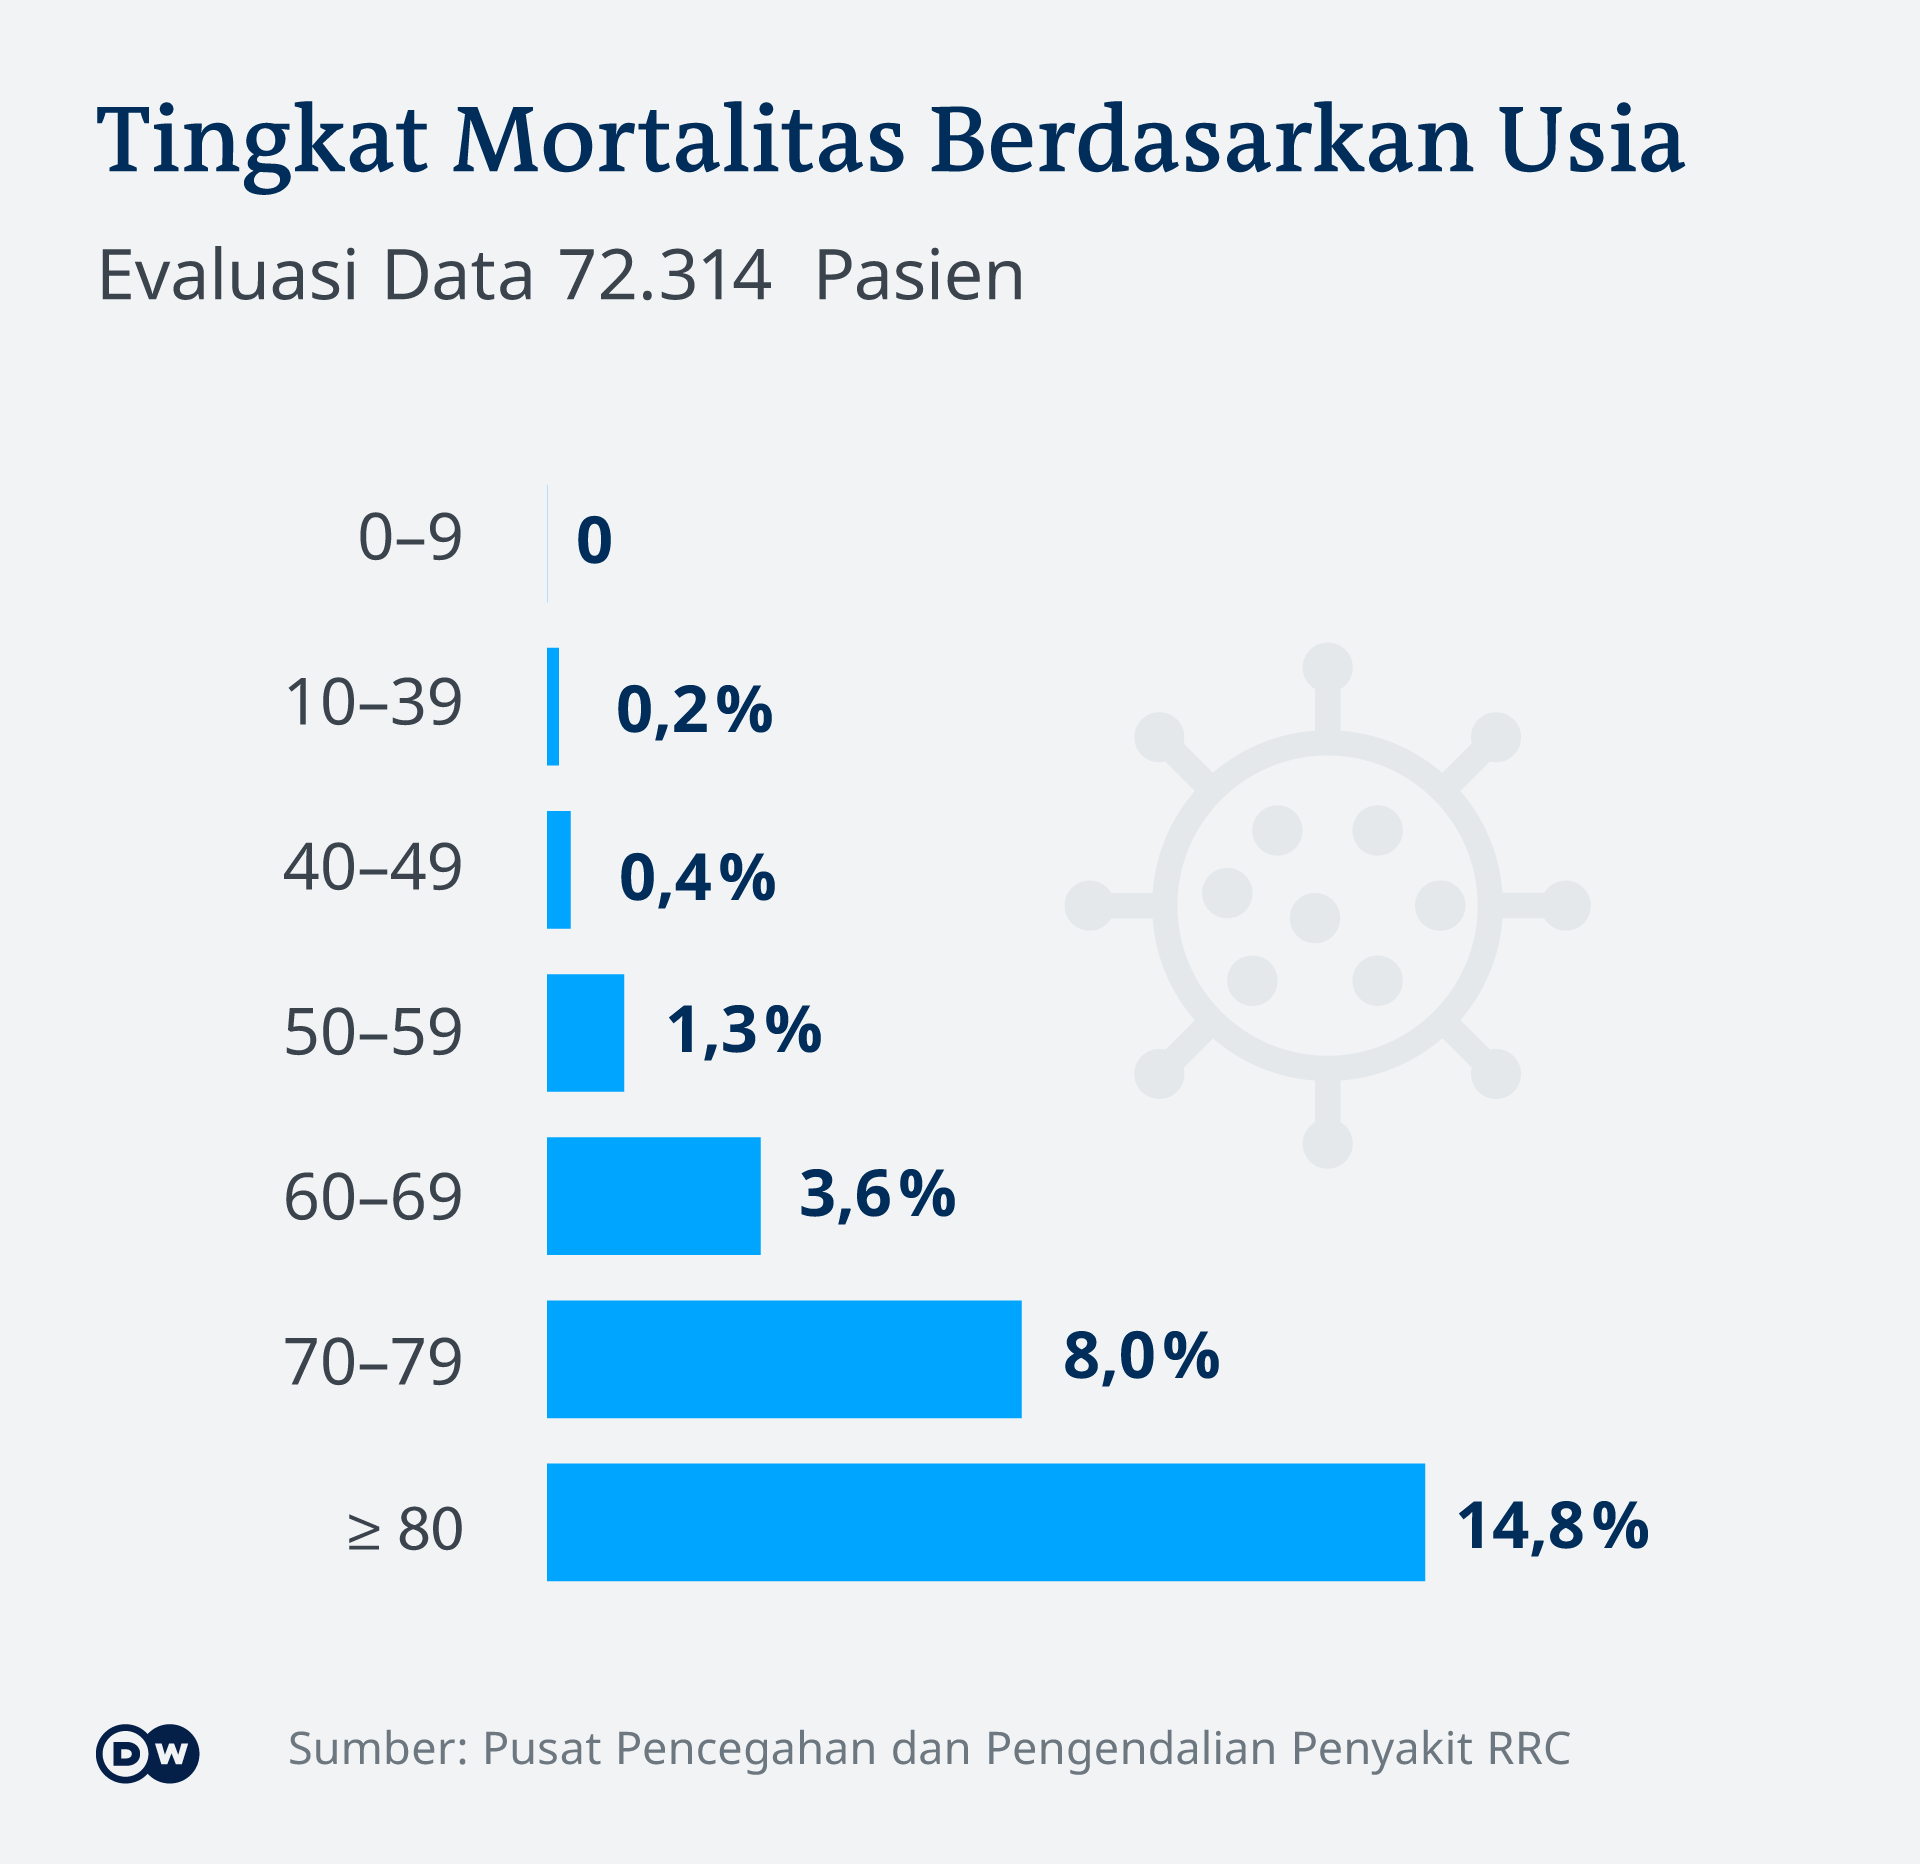 Tingkat Mortalitas Berdasarkan Usia
Evaluasi Data 72.314  Pasien
0–9 0
10–39 0,2%
40–49 0,4%
50–59 1,3%
60–69 3,6%
70–79 8,0%
≥ 80 14,8%
DW Sumber: Pusat Pencegahan dan Pengendalian Penyakit RRC